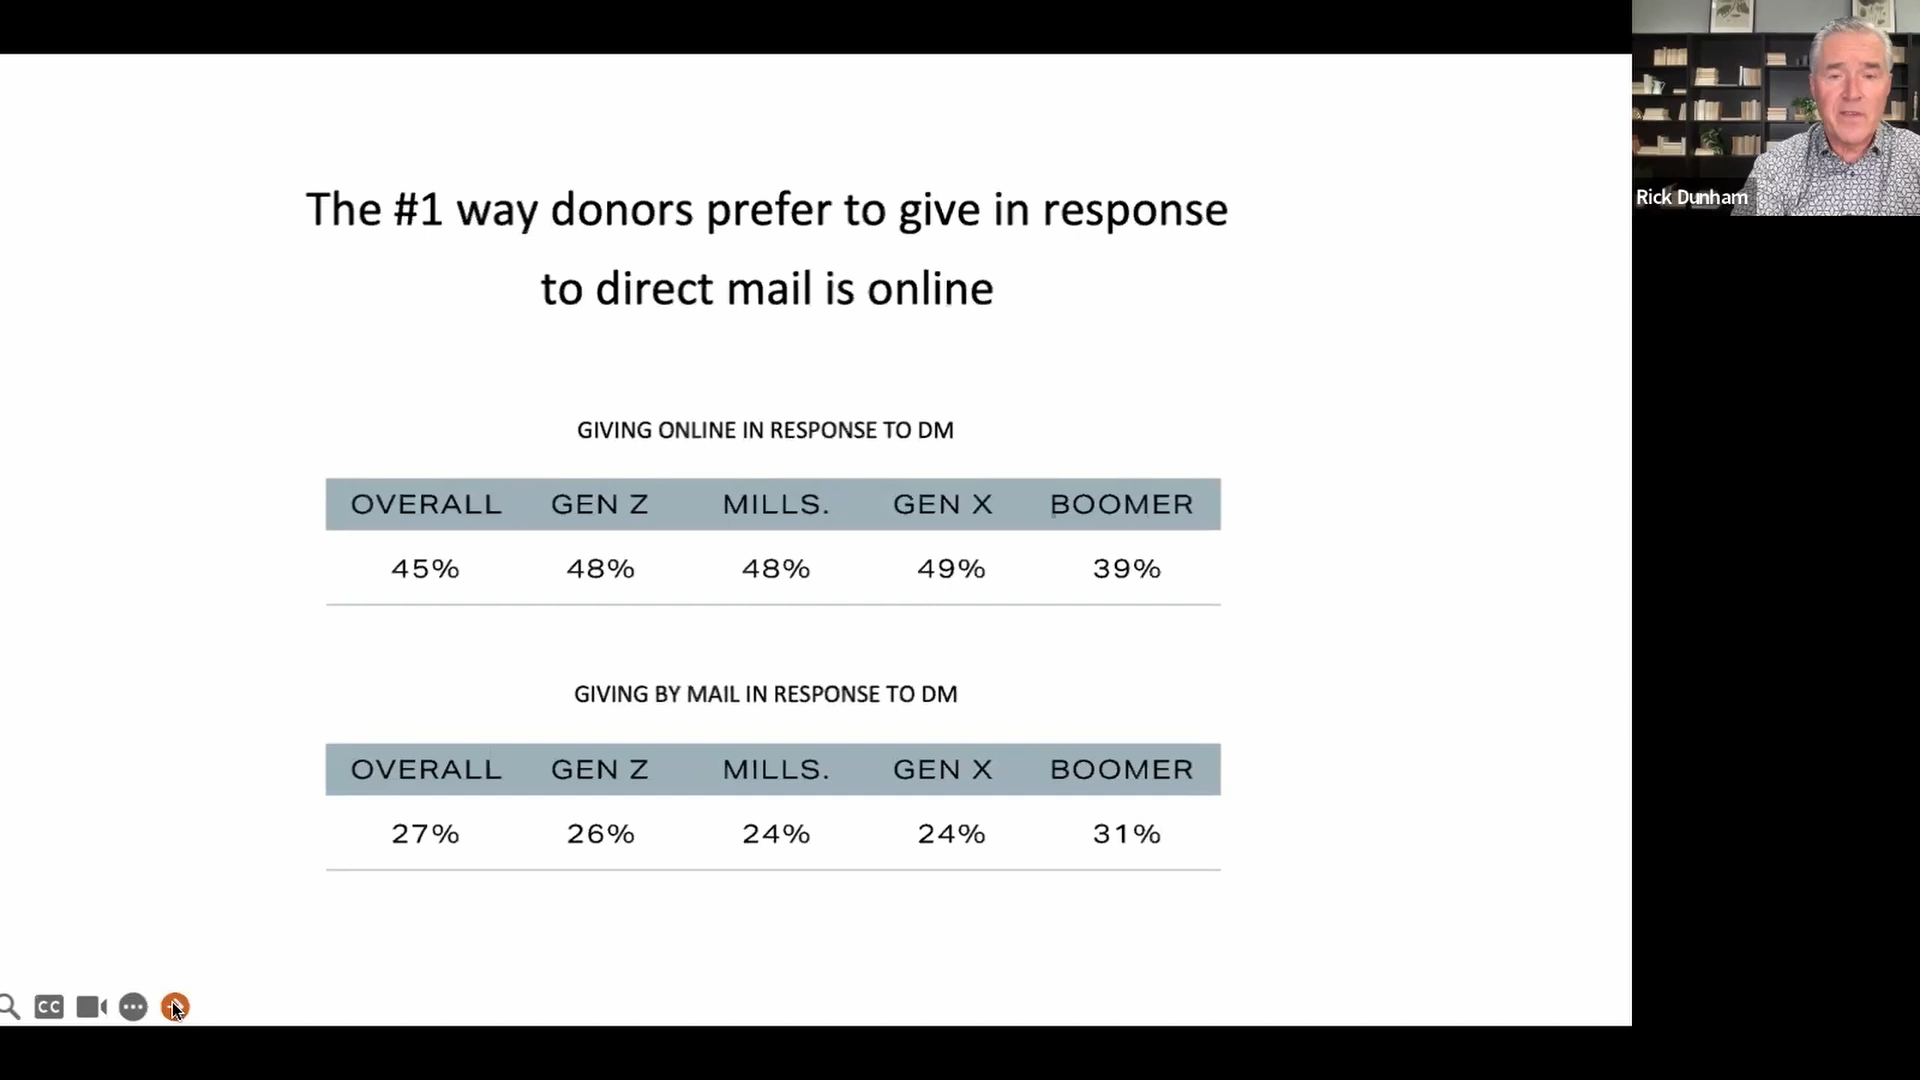 The #1 way donors prefer to give in response
to direct mail is online
GIVING ONLINE IN RESPONSE TO DM
OVERALL GEN Z MILLS. GEN X BOOMER
45% 48% 48% 49% 39%
GIVING BY MAIL IN RESPONSE TO DM
OVERALL GEN Z MILLS. GEN X BOOMER
27% 26% 24% 24% 31%
CC
Rick Dunham